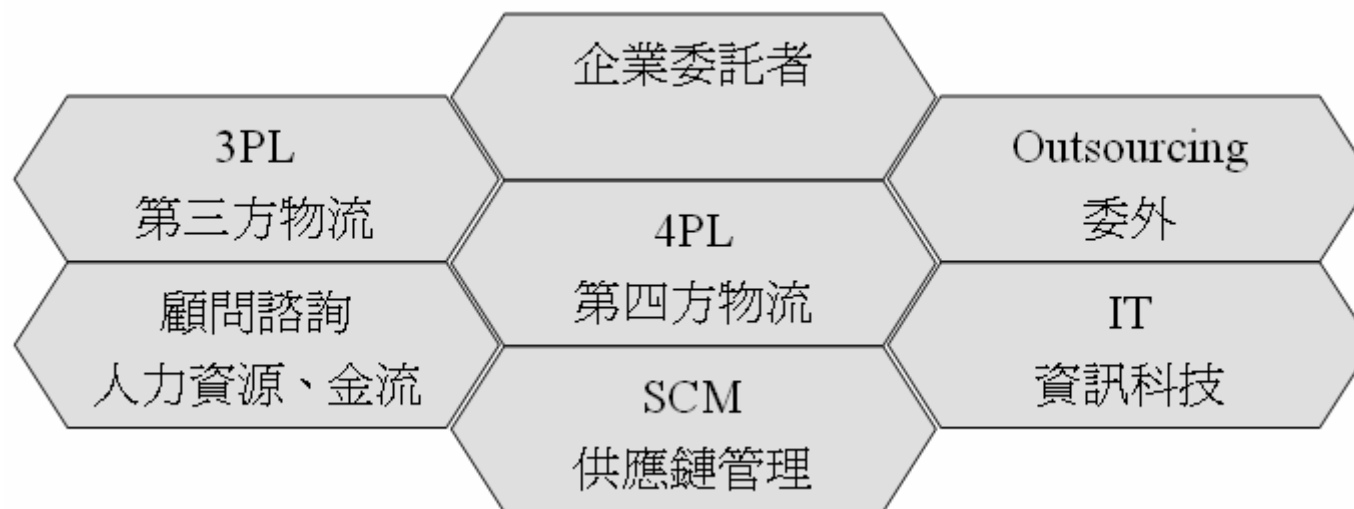 企業委託者
3PL
第三方物流
Outsourcing
委外
4PL
第四方物流
顧問諮詢
人力資源、金流
IT
資訊科技
SCM
供應鏈管理